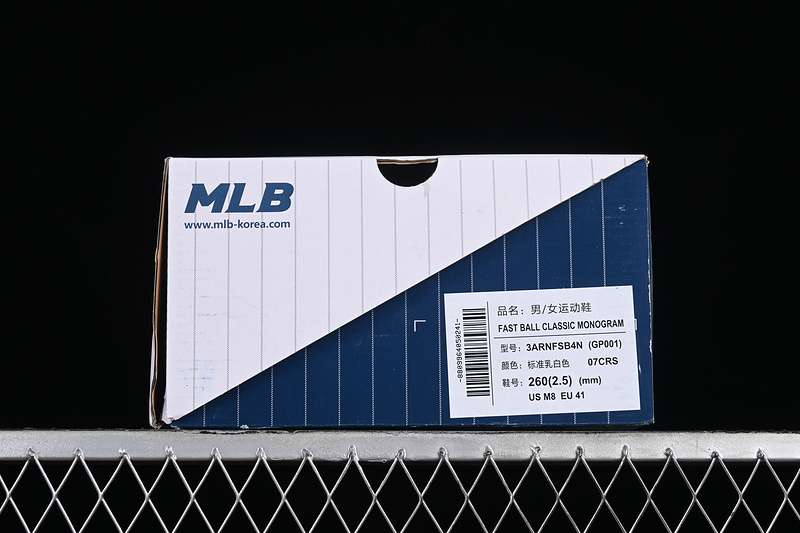 MLB
www.mlb-korea.com
品名：男/女运动鞋
FAST BALL CLASSIC MONOGRAM
型号：3ARNFSB4N (GP001)
颜色：标准乳白色 07CRS
鞋号：260(2.5) (mm)
US M8 EU 41
-8809964050241-